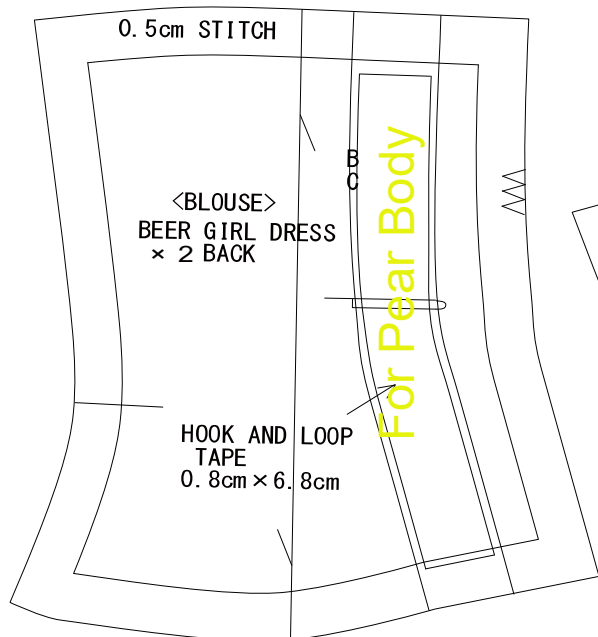 0.5cm STITCH
B
C
<BLOUSE>
BEER GIRL DRESS
× 2 BACK
For Pear Body
HOOK AND LOOP
TAPE
0.8cm×6.8cm